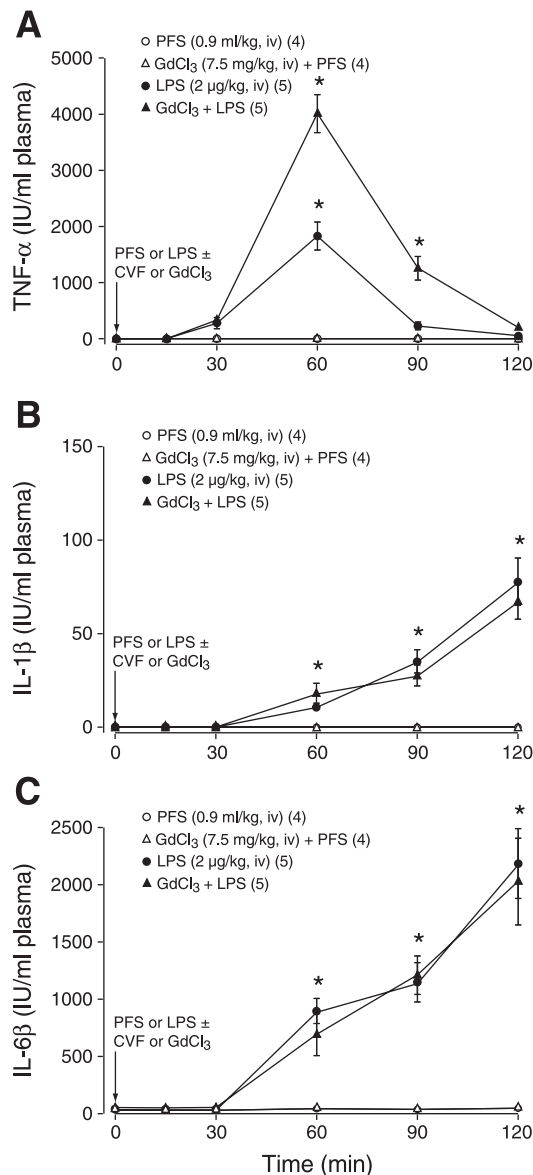 A
PFS (0.9 ml/kg, iv) (4)
GdCl3 (7.5 mg/kg, iv) + PFS (4)
LPS (2 µg/kg, iv) (5)
GdCl3 + LPS (5)
5000
4000
3000
2000
1000
0
TNF-α (IU/ml plasma)
PFS or LPS ±
CVF or GdCl3
*
*
*
0 30 60 90 120
B
PFS (0.9 ml/kg, iv) (4)
GdCl3 (7.5 mg/kg, iv) + PFS (4)
LPS (2 µg/kg, iv) (5)
GdCl3 + LPS (5)
150
100
50
0
IL-1β (IU/ml plasma)
PFS or LPS ±
CVF or GdCl3
*
*
*
0 30 60 90 120
C
PFS (0.9 ml/kg, iv) (4)
GdCl3 (7.5 mg/kg, iv) + PFS (4)
LPS (2 µg/kg, iv) (5)
GdCl3 + LPS (5)
2500
2000
1500
1000
500
0
IL-6β (IU/ml plasma)
PFS or LPS ±
CVF or GdCl3
*
*
*
0 30 60 90 120
Time (min)